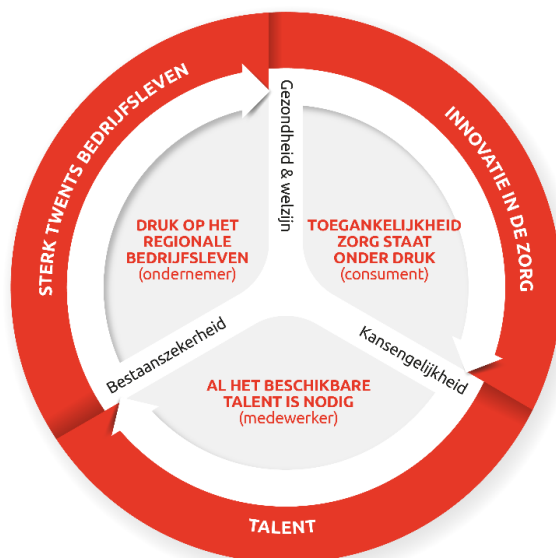 STERK TWENTS BEDRIJFSLEVEN
INNOVATIE IN DE ZORG
Gezondheid & welzijn
DRUK OP HET
REGIONALE
BEDRIJFSLEVEN
(ondernemer)
TOEGANKELIJKHEID
ZORG STAAT
ONDER DRUK
(consument)
Bestaanszekerheid
Kansengelijkheid
AL HET BESCHIKBARE
TALENT IS NODIG
(medewerker)
TALENT